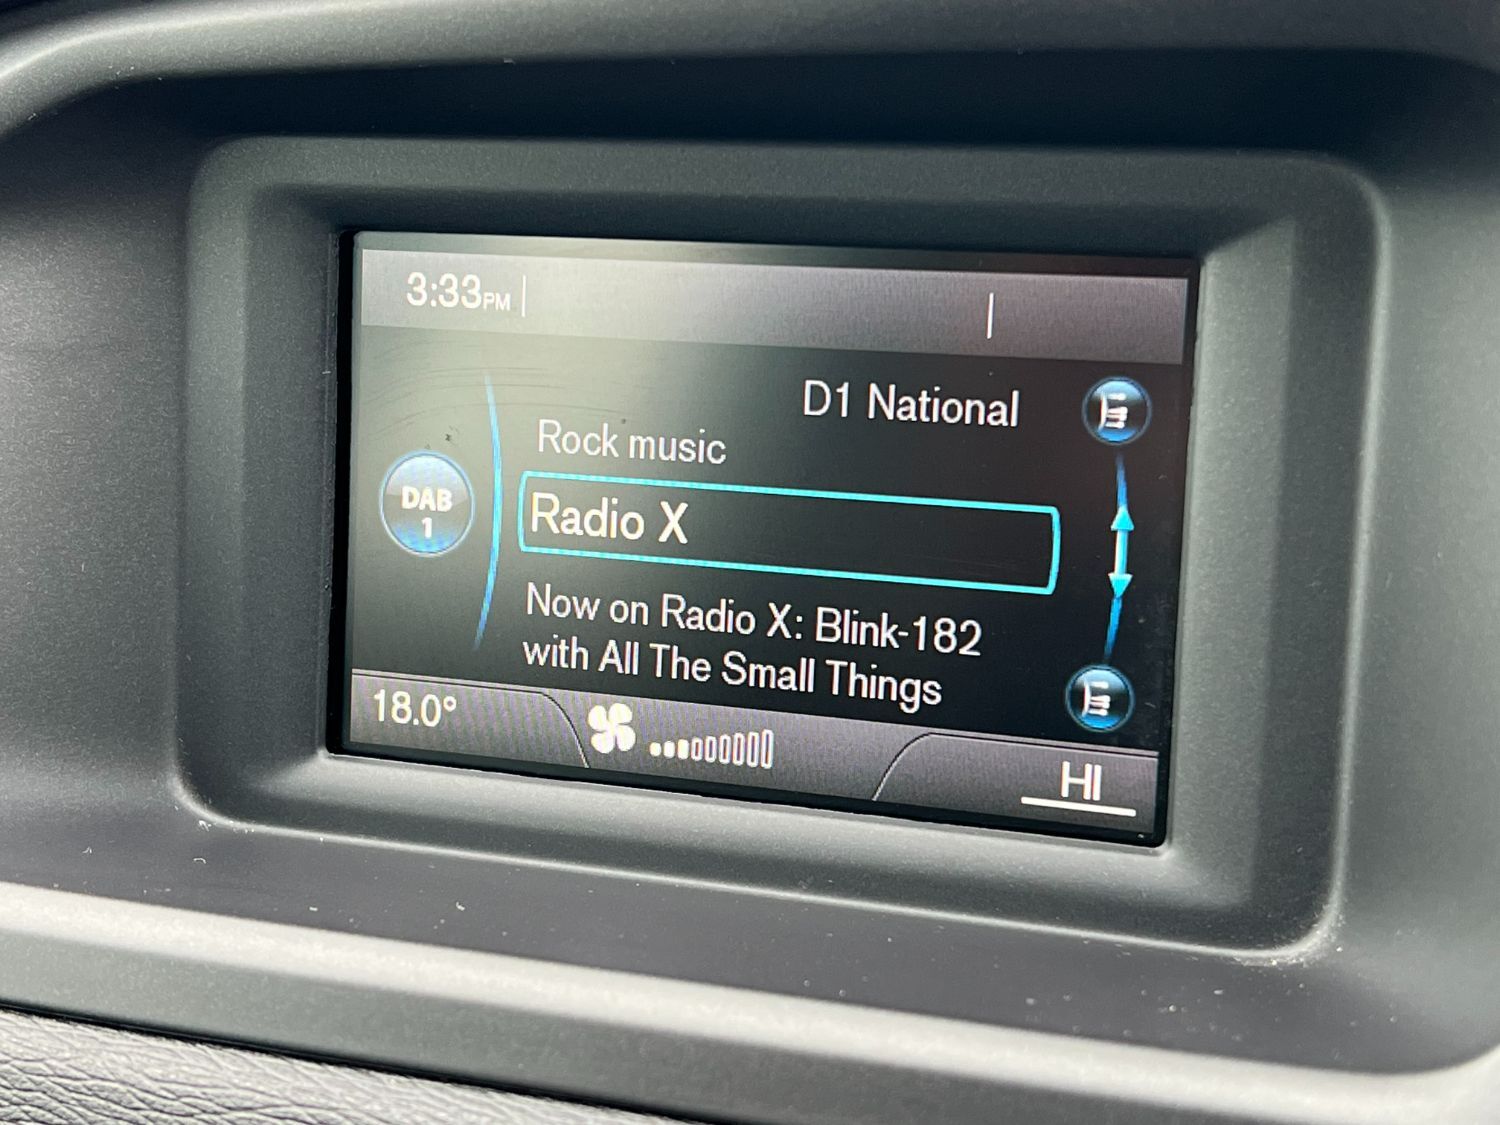 3:33PM
D1 National
Rock music
DAB
1
Radio X
Now on Radio X: Blink-182
with All The Small Things
18.0°
HI